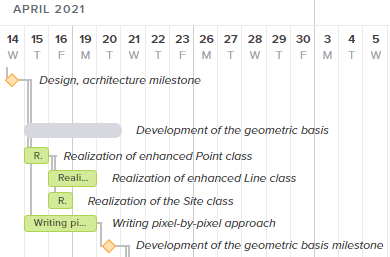 APRIL 2021
14 15 16 19 20 21 22 23 26 27 28 29 30 3 4 5
W T F M T W T F M T W T F M T W
Design, acrhitecture milestone
Development of the geometric basis
R. Realization of enhanced Point class
Reali... Realization of enhanced Line class
R. Realization of the Site class
Writing pi... Writing pixel-by-pixel approach
Development of the geometric basis milestone